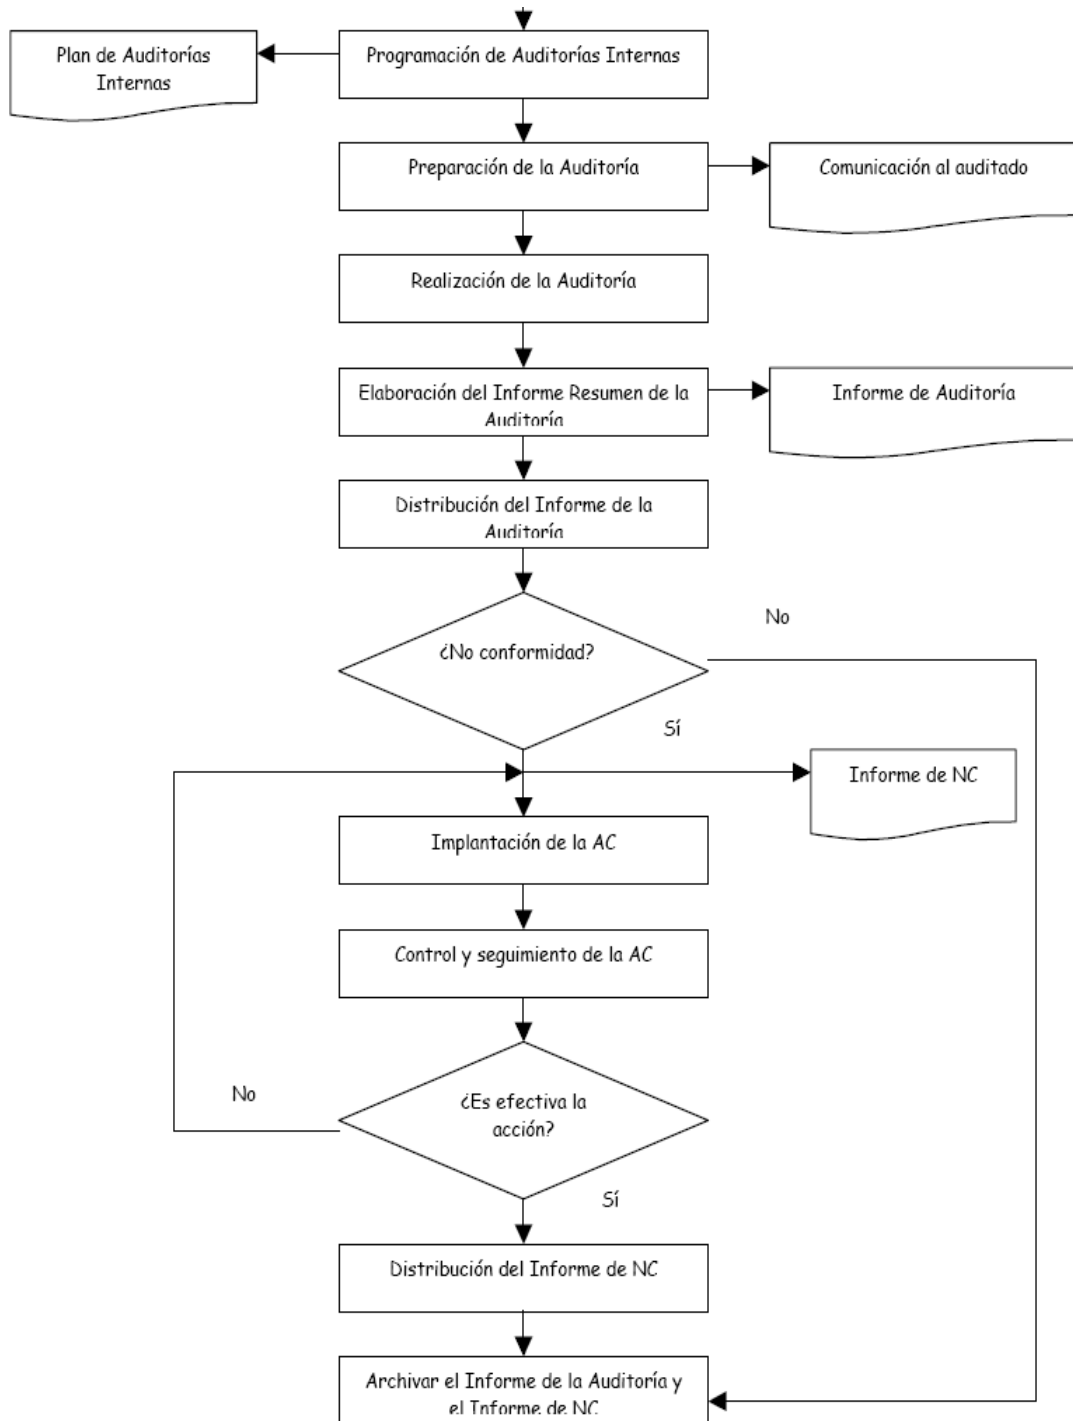 Plan de Auditorías
Internas
Programación de Auditorías Internas
Preparación de la Auditoría
Comunicación al auditado
Realización de la Auditoría
Elaboración del Informe Resumen de la
Auditoría
Informe de Auditoría
Distribución del Informe de la
Auditoría
¿No conformidad?
No
Sí
Informe de NC
Implantación de la AC
Control y seguimiento de la AC
¿Es efectiva la
acción?
No
Sí
Distribución del Informe de NC
Archivar el Informe de la Auditoría y
el Informe de NC